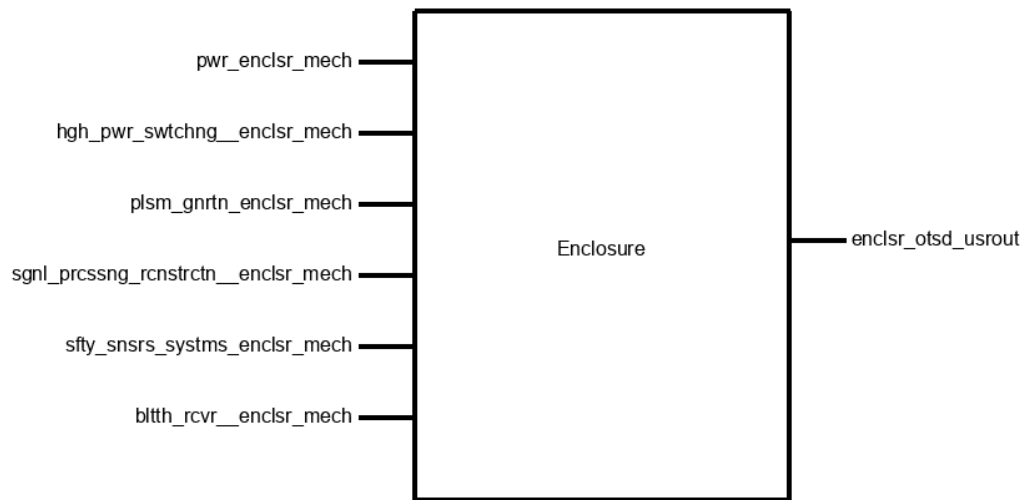 pwr_enclsr_mech
hgh_pwr_swtchng__enclsr_mech
plsm_gnrtn_enclsr_mech
sgnl_prcssng_rcnstrctn__enclsr_mech
sfty_snsrs_systms_enclsr_mech
bltth_rcvr__enclsr_mech
Enclosure
enclsr_otsd_usrout